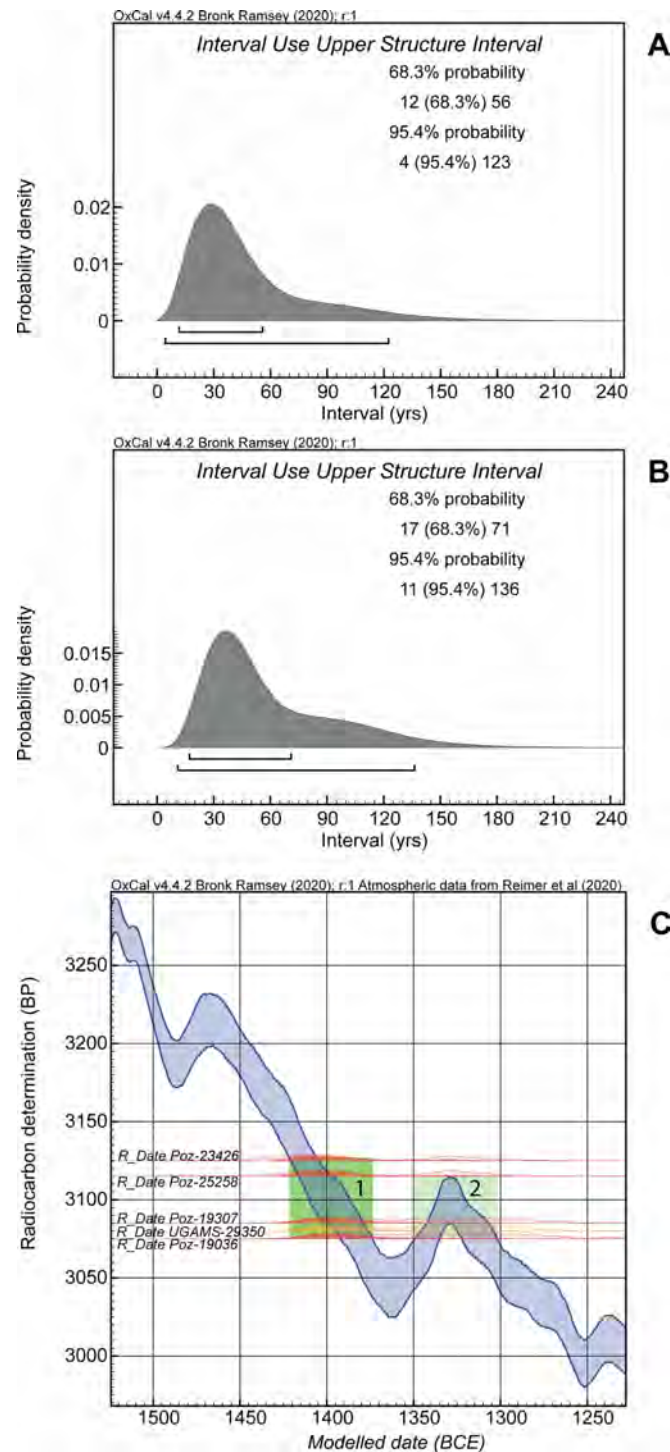 OxCal v4.4.2 Bronk Ramsey (2020); r:1
A
Interval Use Upper Structure Interval
68.3% probability
12 (68.3%) 56
95.4% probability
4 (95.4%) 123
Probability density
0.02
0.01
0
0 30 60 90 120 150 180 210 240
Interval (yrs)
OxCal v4.4.2 Bronk Ramsey (2020); r:1
B
Interval Use Upper Structure Interval
68.3% probability
17 (68.3%) 71
95.4% probability
11 (95.4%) 136
Probability density
0.015
0.01
0.005
0
0 30 60 90 120 150 180 210 240
Interval (yrs)
OxCal v4.4.2 Bronk Ramsey (2020); r:1 Atmospheric data from Reimer et al (2020)
C
Radiocarbon determination (BP)
3250
3200
3150
R_Date Poz-23426
R_Date Poz-25258
1 2
3100
R_Date Poz-19307
R_Date UGAMS-29350
R_Date Poz-19036
3050
3000
1500 1450 1400 1350 1300 1250
Modelled date (BCE)